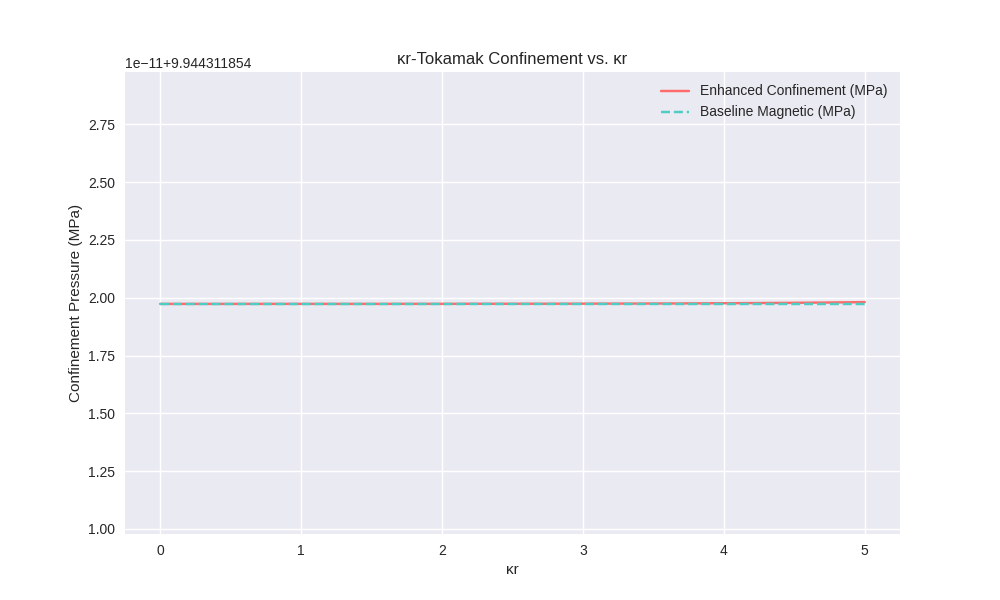 κr-Tokamak Confinement vs. κr
1e−11+9.944311854
Enhanced Confinement (MPa)
Baseline Magnetic (MPa)
Confinement Pressure (MPa)
2.75
2.50
2.25
2.00
1.75
1.50
1.25
1.00
0 1 2 3 4 5
κr